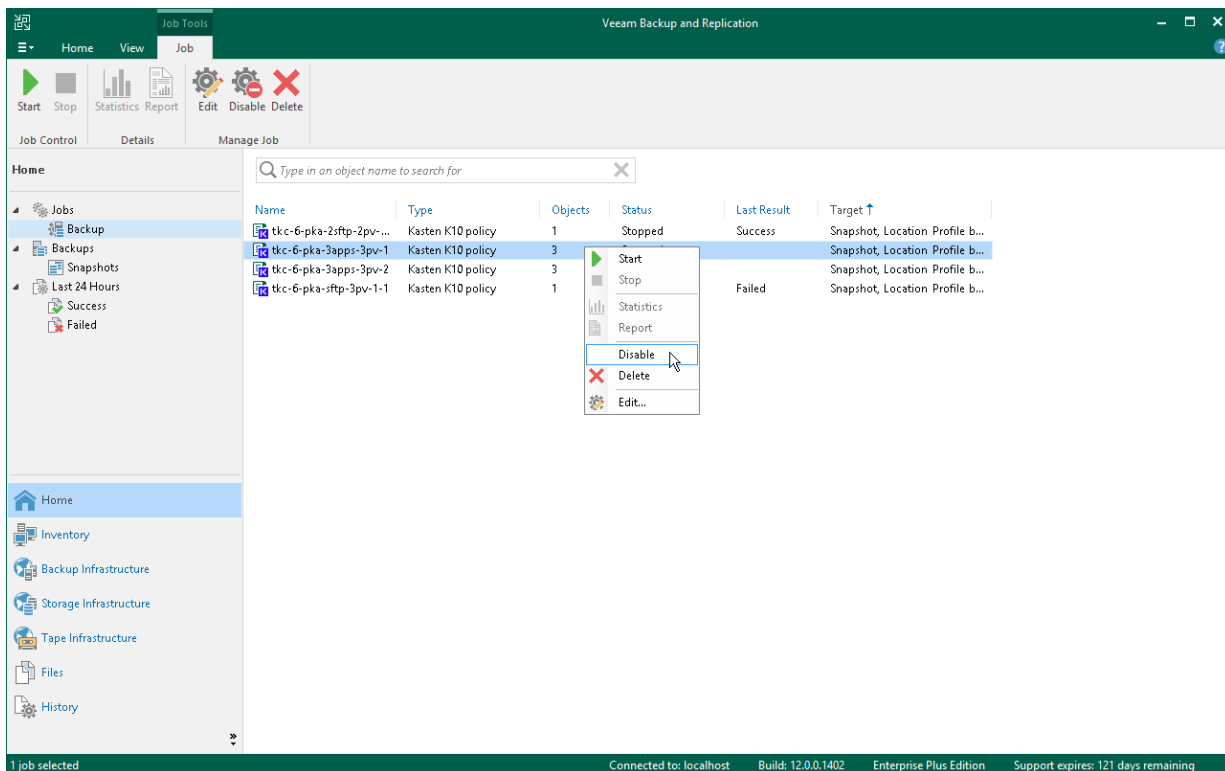 Job Tools
Veeam Backup and Replication
Home View Job
Start Stop Statistics Report Edit Disable Delete
Job Control Details Manage Job
Home
Type in an object name to search for
Jobs
Backup
Backups
Snapshots
Last 24 Hours
Success
Failed
Name Type Objects Status Last Result Target
tkc-6-pka-2sftp-2pv-... Kasten K10 policy 1 Stopped Success Snapshot, Location Profile b...
tkc-6-pka-3apps-3pv-1 Kasten K10 policy 3 Snapshot, Location Profile b...
tkc-6-pka-3apps-3pv-2 Kasten K10 policy 3 Snapshot, Location Profile b...
tkc-6-pka-sftp-3pv-1-1 Kasten K10 policy 1 Failed Snapshot, Location Profile b...
Start
Stop
Statistics
Report
Disable
Delete
Edit...
Home
Inventory
Backup Infrastructure
Storage Infrastructure
Tape Infrastructure
Files
History
1 job selected Connected to: localhost Build: 12.0.0.1402 Enterprise Plus Edition Support expires: 121 days remaining